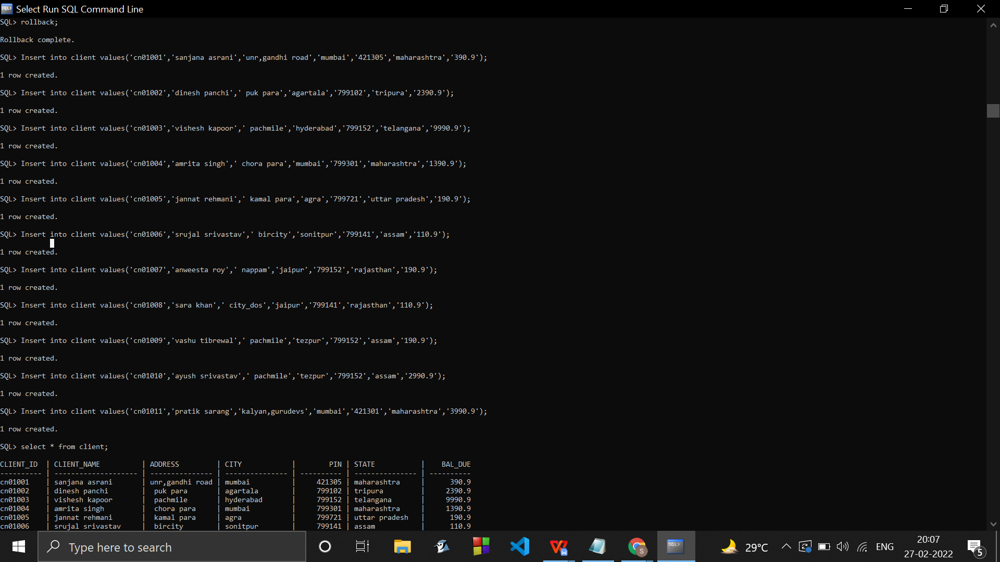 Select Run SQL Command Line
SQL> rollback;
Rollback complete.
SQL> Insert into client values('cn01001','sanjana asrani','unr,gandhi road','mumbai','421305','maharashtra','390.9');
1 row created.
SQL> Insert into client values('cn01002','dinesh panchi',' puk para','agartala','799102','tripura','2390.9');
1 row created.
SQL> Insert into client values('cn01003','vishesh kapoor',' pachmile','hyderabad','799152','telangana','9990.9');
1 row created.
SQL> Insert into client values('cn01004','amrita singh',' chora para','mumbai','799301','maharashtra','1390.9');
1 row created.
SQL> Insert into client values('cn01005','jannat rehmani',' kamal para','agra','799721','uttar pradesh','190.9');
1 row created.
SQL> Insert into client values('cn01006','srujal srivastav',' bircity','sonitpur','799141','assam','110.9');
1 row created.
SQL> Insert into client values('cn01007','anweesta roy',' nappam','jaipur','799152','rajasthan','190.9');
1 row created.
SQL> Insert into client values('cn01008','sara khan',' city_dos','jaipur','799141','rajasthan','110.9');
1 row created.
SQL> Insert into client values('cn01009','vashu tibrewal',' pachmile','tezpur','799152','assam','190.9');
1 row created.
SQL> Insert into client values('cn01010','ayush srivastav',' pachmile','tezpur','799152','assam','2990.9');
1 row created.
SQL> Insert into client values('cn01011','pratik sarang','kalyan,gurudevs','mumbai','421301','maharashtra','3990.9');
1 row created.
SQL> select * from client;
CLIENT_ID | CLIENT_NAME | ADDRESS | CITY | PIN | STATE | BAL_DUE
---------- | -------------------- | --------------- | --------------- | ---------- | --------------- | ----------
cn01001 | sanjana asrani | unr,gandhi road | mumbai | 421305 | maharashtra | 390.9
cn01002 | dinesh panchi | puk para | agartala | 799102 | tripura | 2390.9
cn01003 | vishesh kapoor | pachmile | hyderabad | 799152 | telangana | 9990.9
cn01004 | amrita singh | chora para | mumbai | 799301 | maharashtra | 1390.9
cn01005 | jannat rehmani | kamal para | agra | 799721 | uttar pradesh | 190.9
cn01006 | srujal srivastav | bircity | sonitpur | 799141 | assam | 110.9
Type here to search
29°C
ENG
20:07
27-02-2022
5